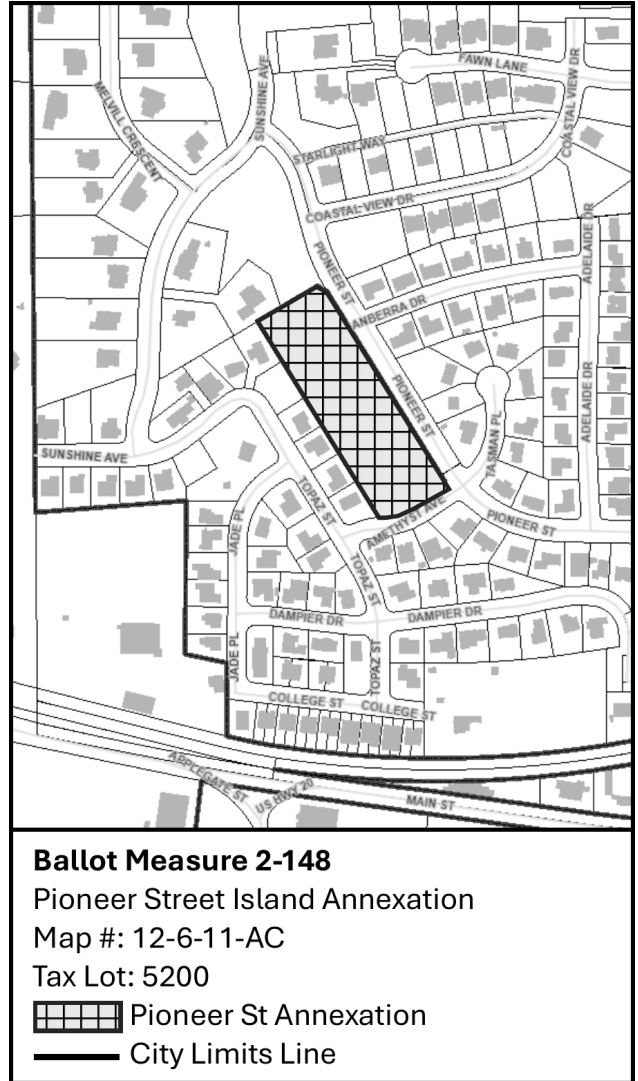 FAWN LANE
COASTAL VIEW DR
SUNSHINE AVE
MELVILL CRESCENT
STARLIGHT WAY
COASTAL VIEW DR
ADELAIDE DR
PIONEER ST
ANBERRA DR
PIONEER ST
ADELAIDE DR
TASMAN PL
SUNSHINE AVE
TOPAZ ST
AMETHYST AVE
PIONEER ST
JADE PL
TOPAZ ST
DAMPIER DR
DAMPIER DR
JADE PL
TOPAZ ST
COLLEGE ST
COLLEGE ST
APPLEGATE ST
US HWY 20
MAIN ST
Ballot Measure 2-148
Pioneer Street Island Annexation
Map #: 12-6-11-AC
Tax Lot: 5200
Pioneer St Annexation
City Limits Line